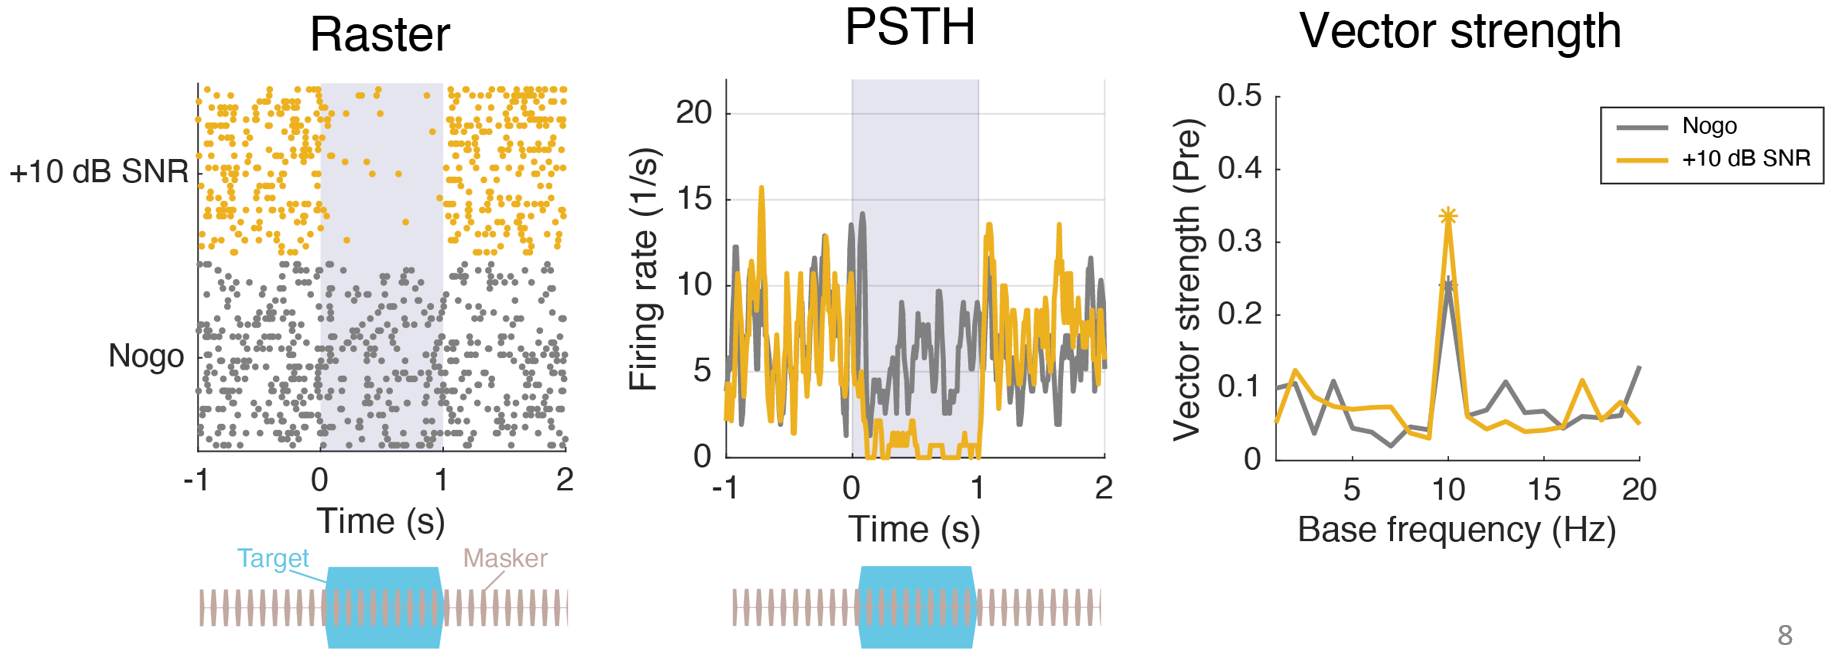 Raster
+10 dB SNR
Nogo
-1 0 1 2
Time (s)
Target
Masker
PSTH
Firing rate (1/s)
20
15
10
5
0
-1 0 1 2
Time (s)
Vector strength
Vector strength (Pre)
0.5
0.4
0.3
0.2
0.1
0
5 10 15 20
Base frequency (Hz)
Nogo
+10 dB SNR
8